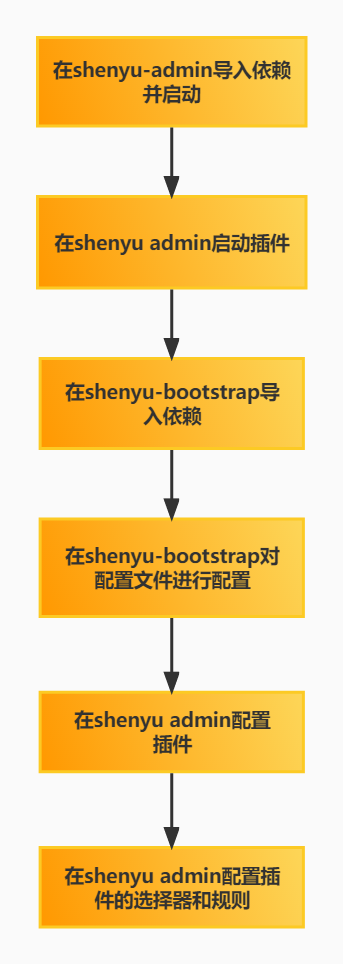 在shenyu-admin导入依赖
并启动
在shenyu admin启动插件
在shenyu-bootstrap导
入依赖
在shenyu-bootstrap对
配置文件进行配置
在shenyu admin配置
插件
在shenyu admin配置插
件的选择器和规则